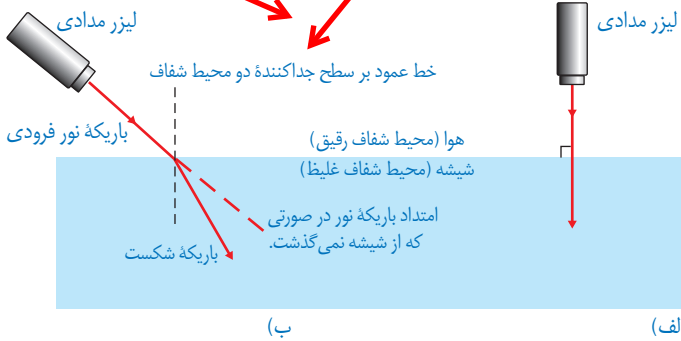 لیزر مدادی
لیزر مدادی
خط عمود بر سطح جداکنندهٔ دو محیط شفاف
باریکهٔ نور فرودی
هوا (محیط شفاف رقیق)
شیشه (محیط شفاف غلیظ)
امتداد باریکهٔ نور در صورتی
که از شیشه نمی‌گذشت.
باریکهٔ شکست
لف)
ب)